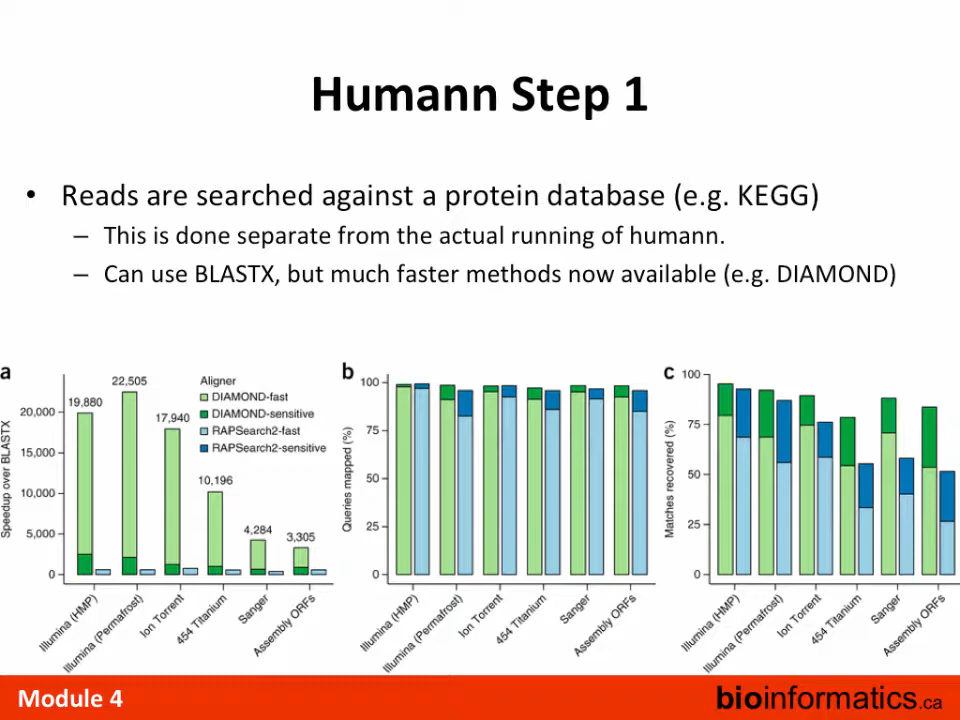 Humann Step 1
• Reads are searched against a protein database (e.g. KEGG)
– This is done separate from the actual running of humann.
– Can use BLASTX, but much faster methods now available (e.g. DIAMOND)
a
Speedup over BLASTX
20,000
15,000
10,000
5,000
0
19,880
22,505
17,940
10,196
4,284
3,305
Aligner
DIAMOND-fast
DIAMOND-sensitive
RAPSearch2-fast
RAPSearch2-sensitive
Illumina (HMP)
Illumina (Permafrost)
Ion Torrent
454 Titanium
Sanger
Assembly ORFs
b
Queries mapped (%)
100
75
50
25
0
Illumina (HMP)
Illumina (Permafrost)
Ion Torrent
454 Titanium
Sanger
Assembly ORFs
c
Matches recovered (%)
100
75
50
25
0
Illumina (HMP)
Illumina (Permafrost)
Ion Torrent
454 Titanium
Sanger
Assembly ORFs
Module 4
bioinformatics.ca